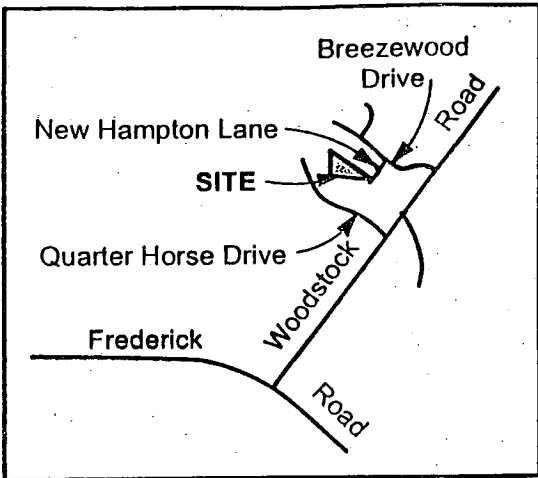 Breezewood
Drive
Road
New Hampton Lane
SITE
Quarter Horse Drive
Woodstock
Frederick
Road